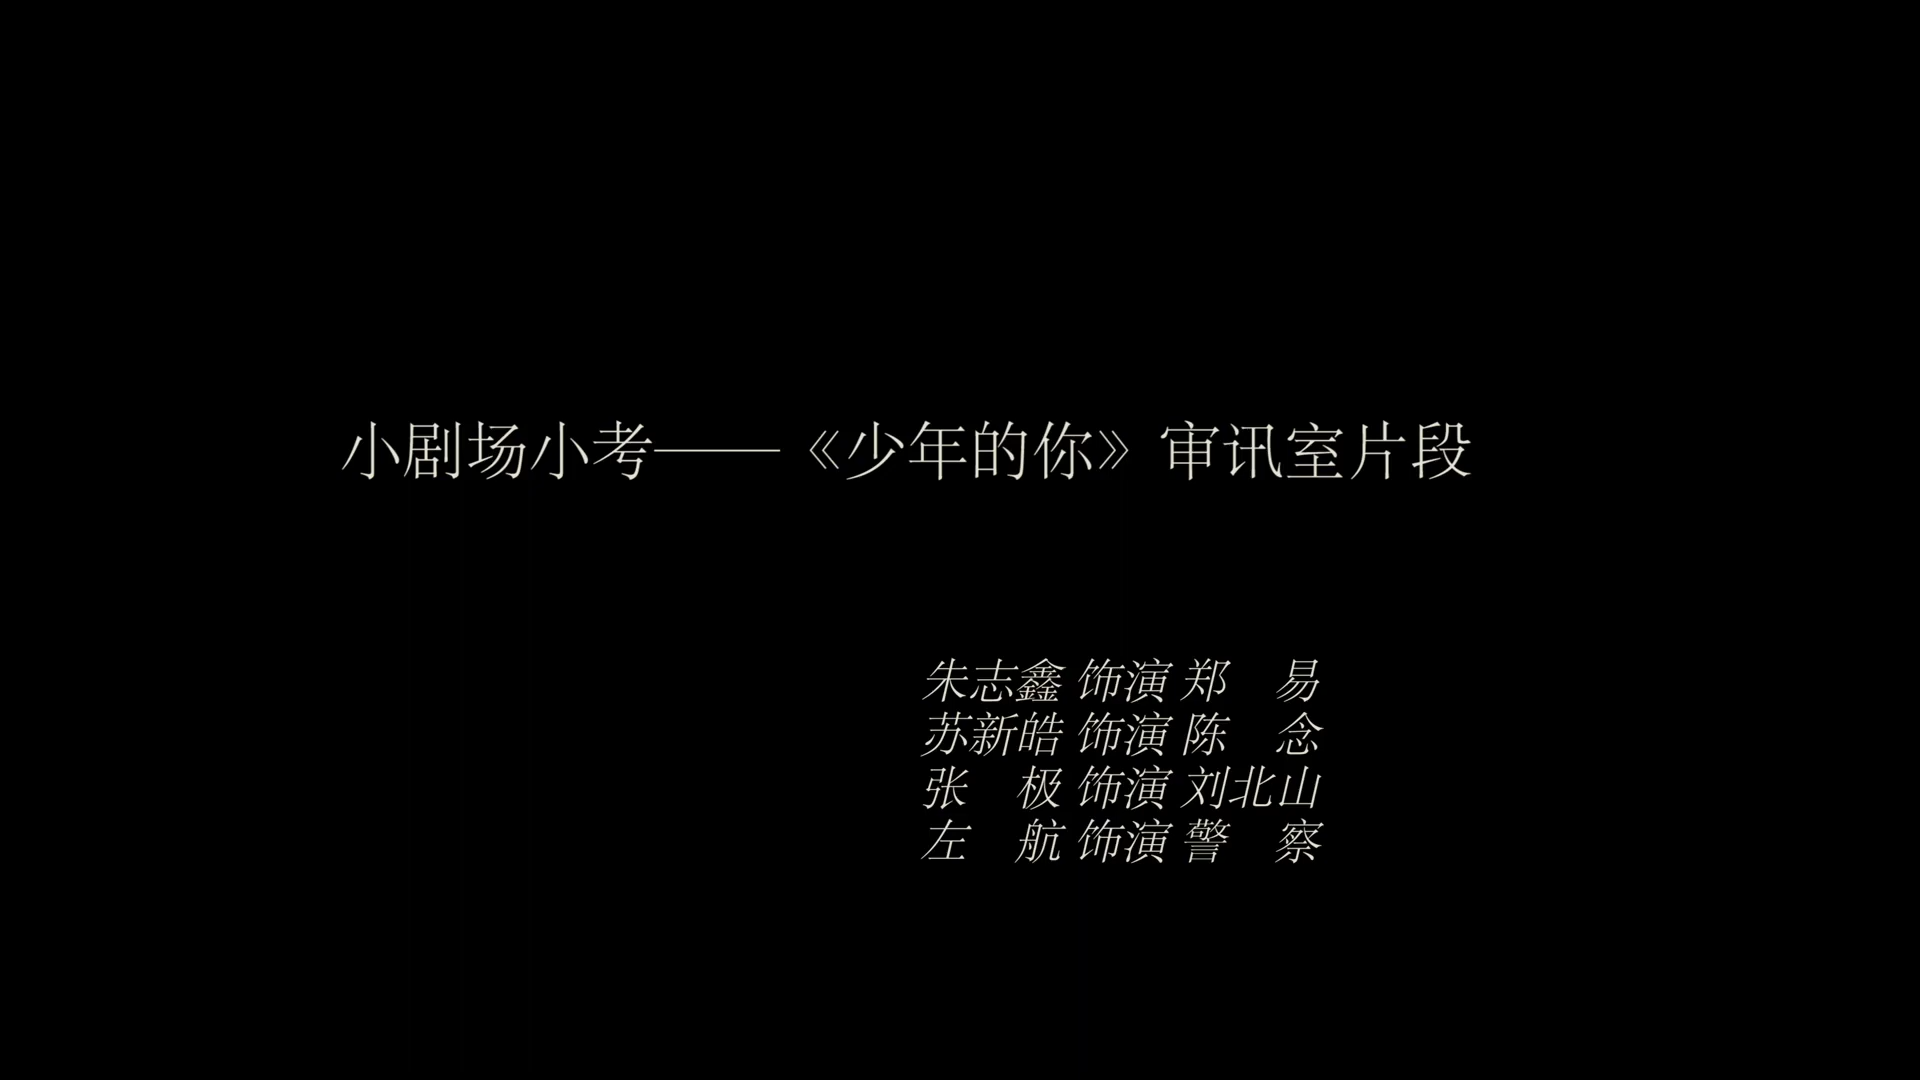 小剧场小考——《少年的你》审讯室片段
朱志鑫 饰演 郑　易
苏新皓 饰演 陈　念
张　极 饰演 刘北山
左　航 饰演 警　察